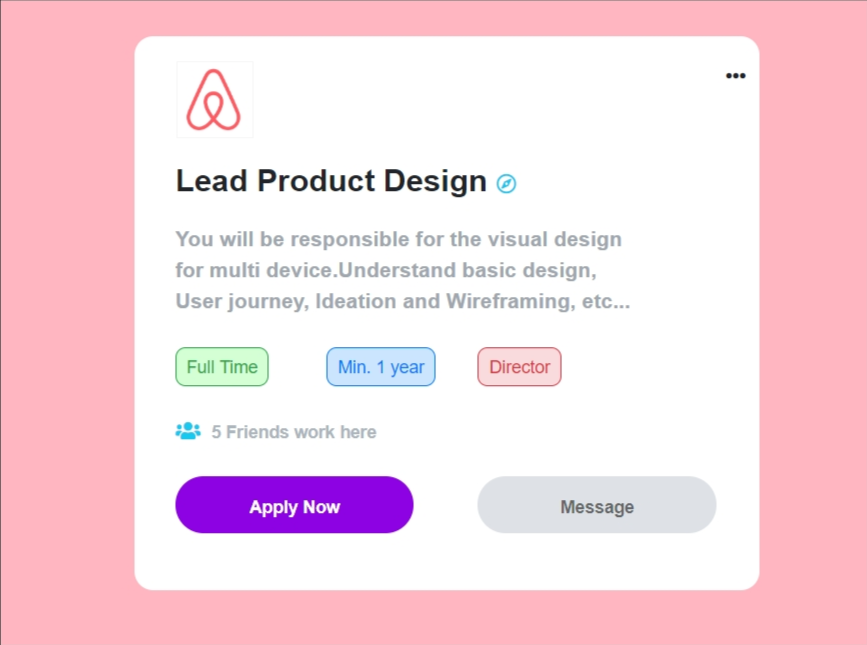 Lead Product Design
You will be responsible for the visual design
for multi device.Understand basic design,
User journey, Ideation and Wireframing, etc...
Full Time
Min. 1 year
Director
5 Friends work here
Apply Now
Message